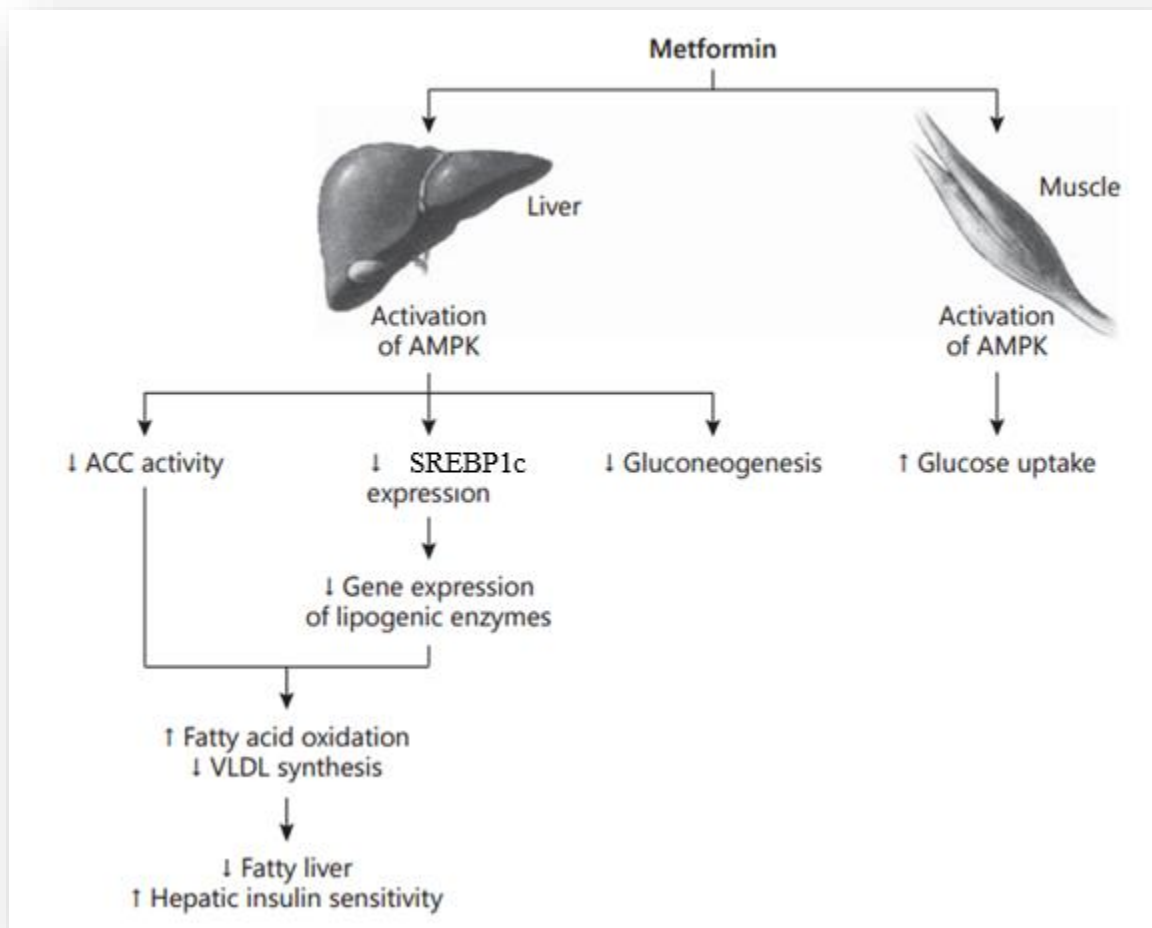 Metformin
Liver
Muscle
Activation
of AMPK
Activation
of AMPK
↓ ACC activity
↓ SREBP1c
expression
↓ Gluconeogenesis
↑ Glucose uptake
↓ Gene expression
of lipogenic enzymes
↑ Fatty acid oxidation
↓ VLDL synthesis
↓ Fatty liver
↑ Hepatic insulin sensitivity